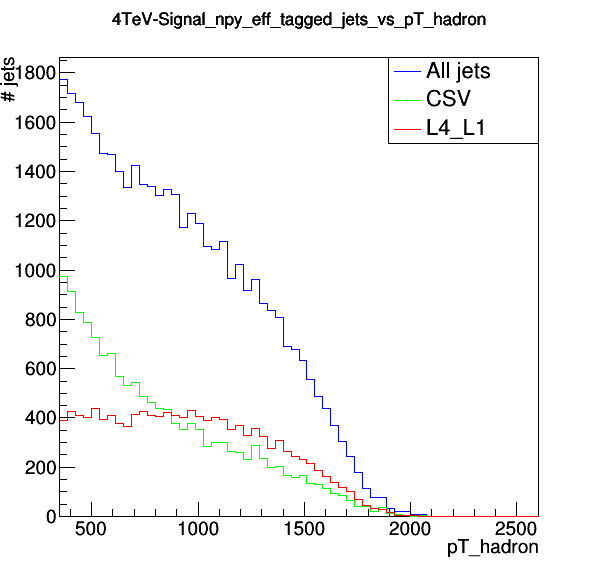 4TeV-Signal_npy_eff_tagged_jets_vs_pT_hadron
# jets
All jets
CSV
L4_L1
1800
1600
1400
1200
1000
800
600
400
200
0
500 1000 1500 2000 2500
pT_hadron